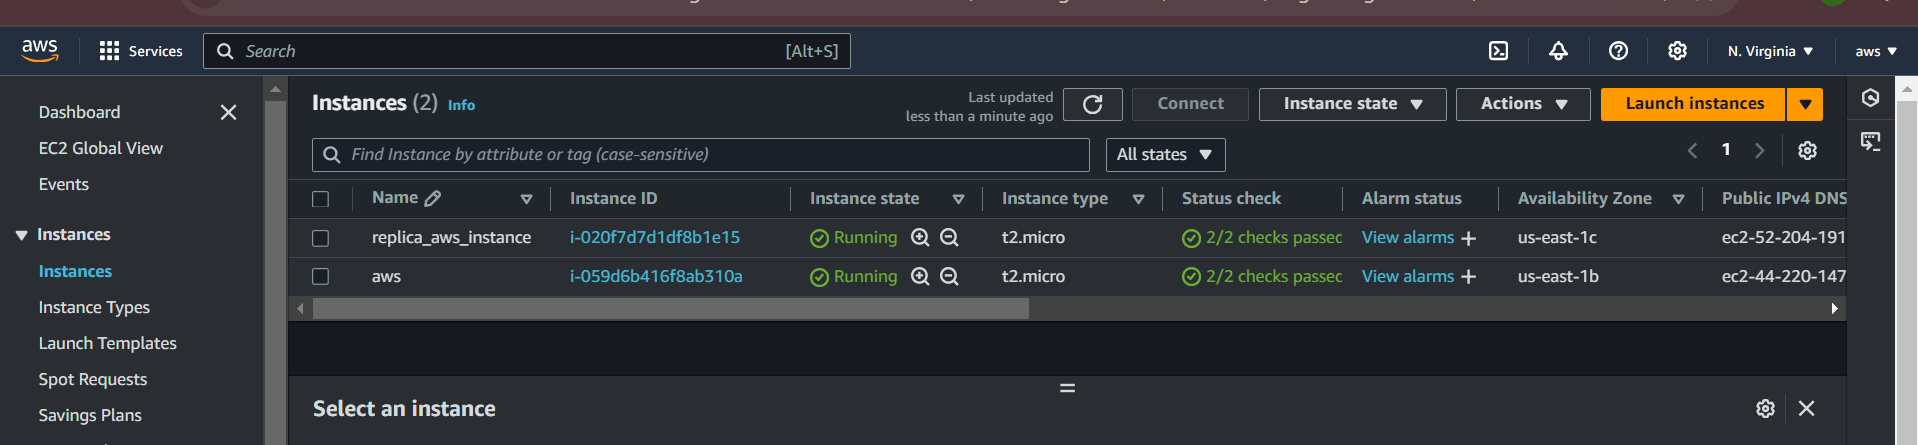 aws Services Search [Alt+S] N. Virginia aws
Dashboard
EC2 Global View
Events
Instances
Instances
Instance Types
Launch Templates
Spot Requests
Savings Plans
Instances (2) Info
Last updated
less than a minute ago
Connect Instance state Actions Launch instances
Find Instance by attribute or tag (case-sensitive) All states 1
Name Instance ID Instance state Instance type Status check Alarm status Availability Zone Public IPv4 DNS
replica_aws_instance i-020f7d7d1df8b1e15 Running t2.micro 2/2 checks passed View alarms us-east-1c ec2-52-204-191
aws i-059d6b416f8ab310a Running t2.micro 2/2 checks passed View alarms us-east-1b ec2-44-220-147
Select an instance